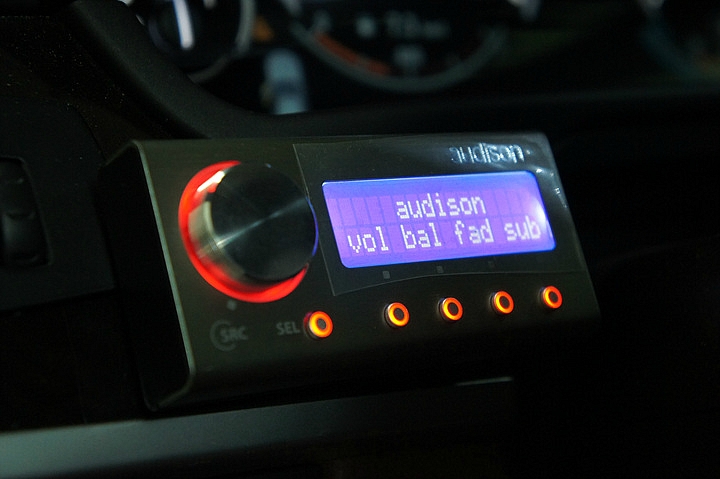 audison
audison
vol bal fad sub
SRC
SEL